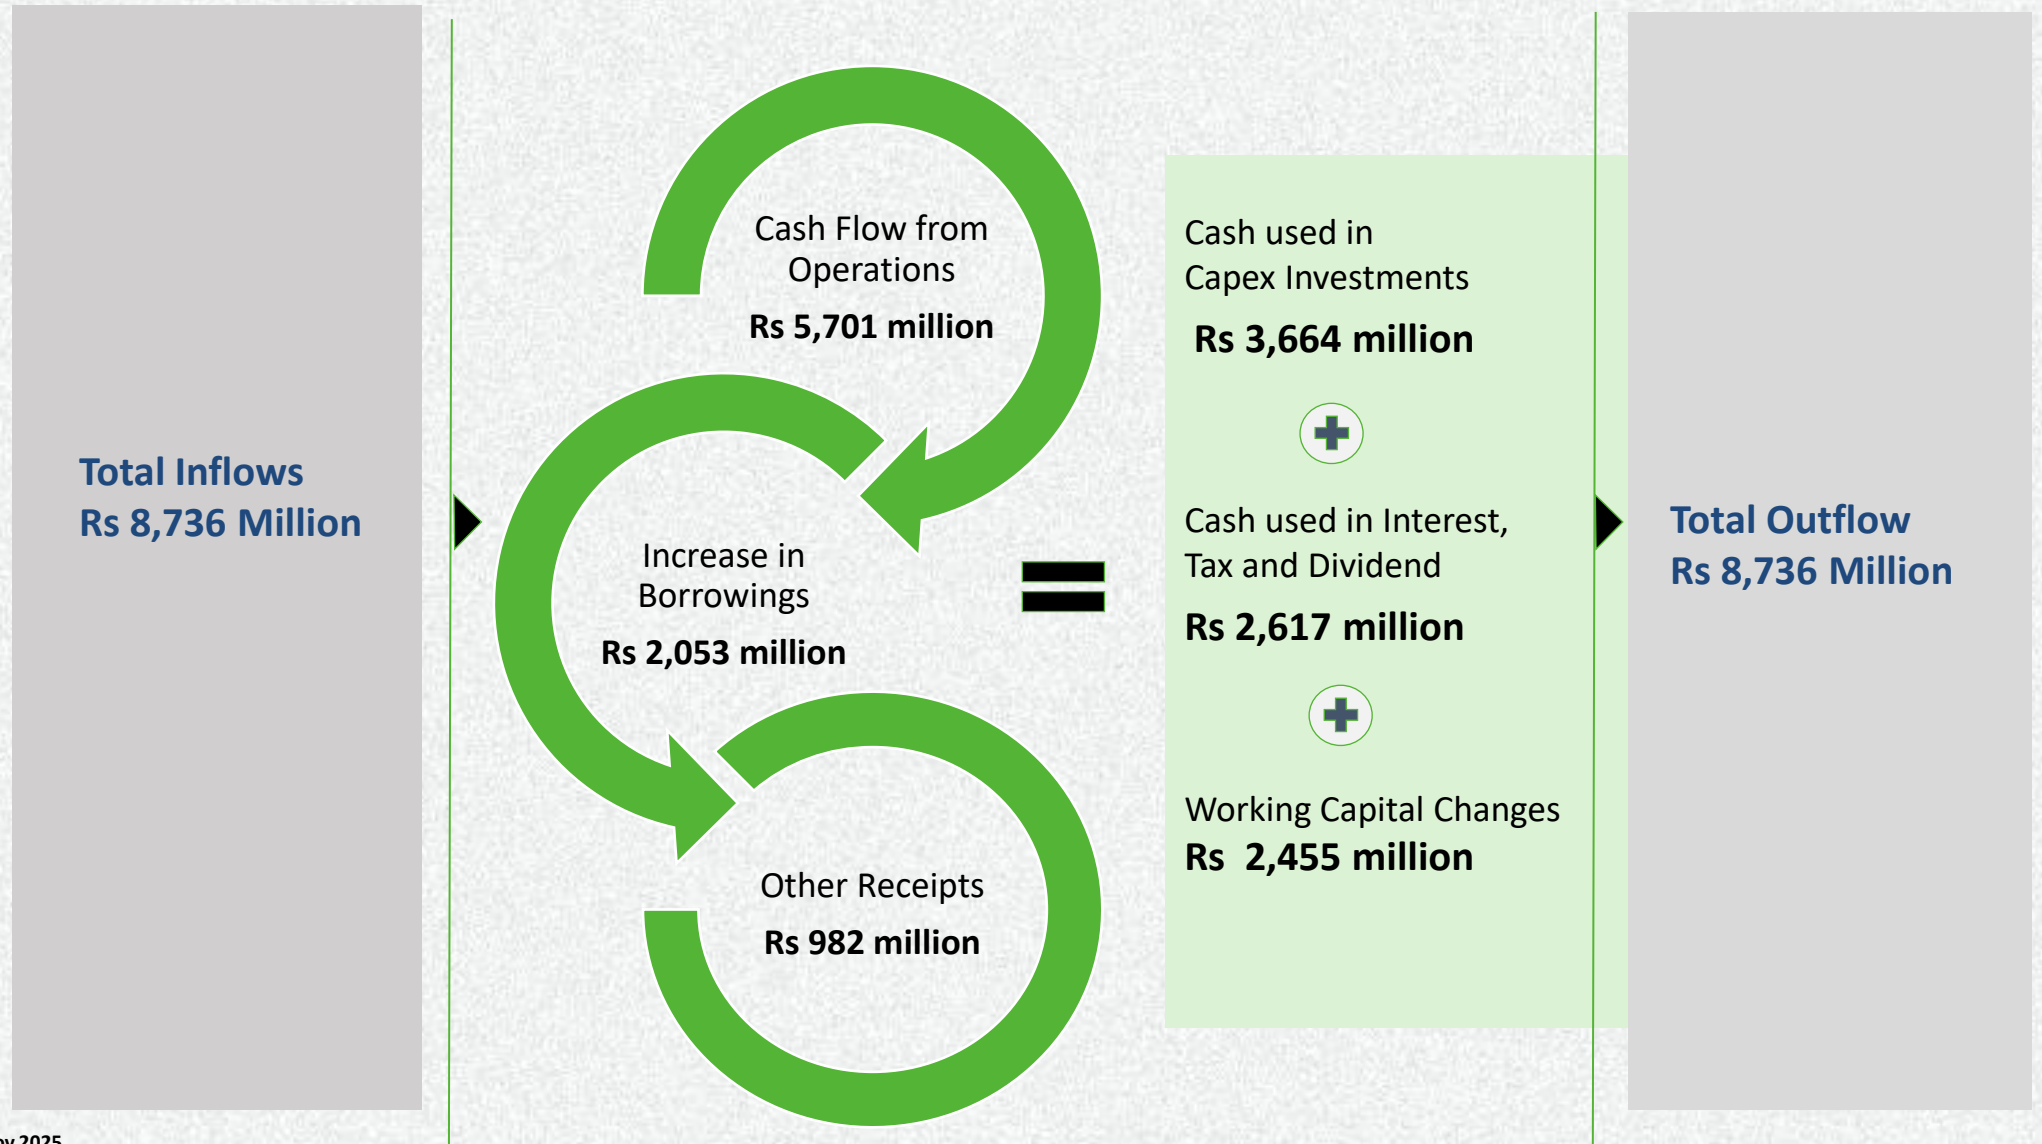 Total Inflows
Rs 8,736 Million
Cash Flow from
Operations
Rs 5,701 million
Increase in
Borrowings
Rs 2,053 million
Other Receipts
Rs 982 million
Cash used in
Capex Investments
Rs 3,664 million
Cash used in Interest,
Tax and Dividend
Rs 2,617 million
Working Capital Changes
Rs 2,455 million
Total Outflow
Rs 8,736 Million
2025